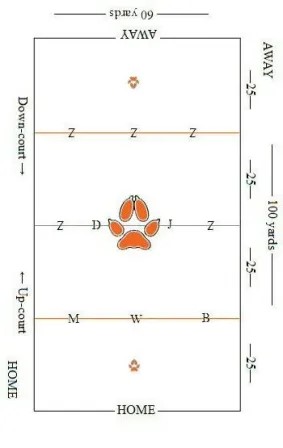 60 yards
AWAY
AWAY
25
Z Z Z
Down-court →
25
100 yards
Z D J Z
25
← Up-court
M W B
25
HOME
HOME